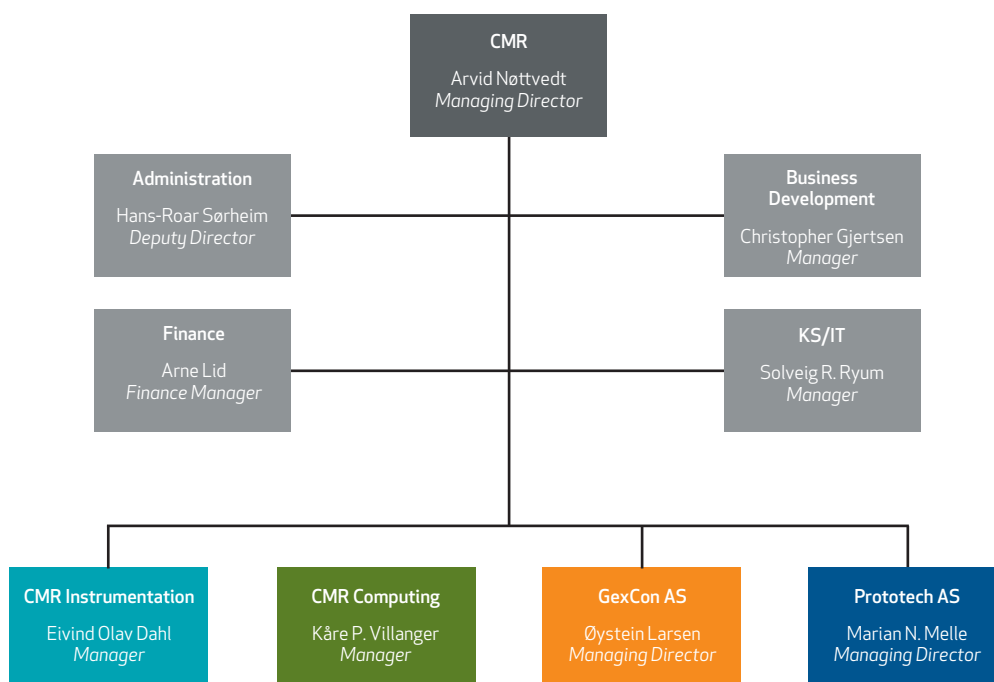 CMR
Arvid Nøttvedt
Managing Director
Administration
Hans-Roar Sørheim
Deputy Director
Business
Development
Christopher Gjertsen
Manager
Finance
Arne Lid
Finance Manager
KS/IT
Solveig R. Ryum
Manager
CMR Instrumentation
Eivind Olav Dahl
Manager
CMR Computing
Kåre P. Villanger
Manager
GexCon AS
Øystein Larsen
Managing Director
Prototech AS
Marian N. Melle
Managing Director